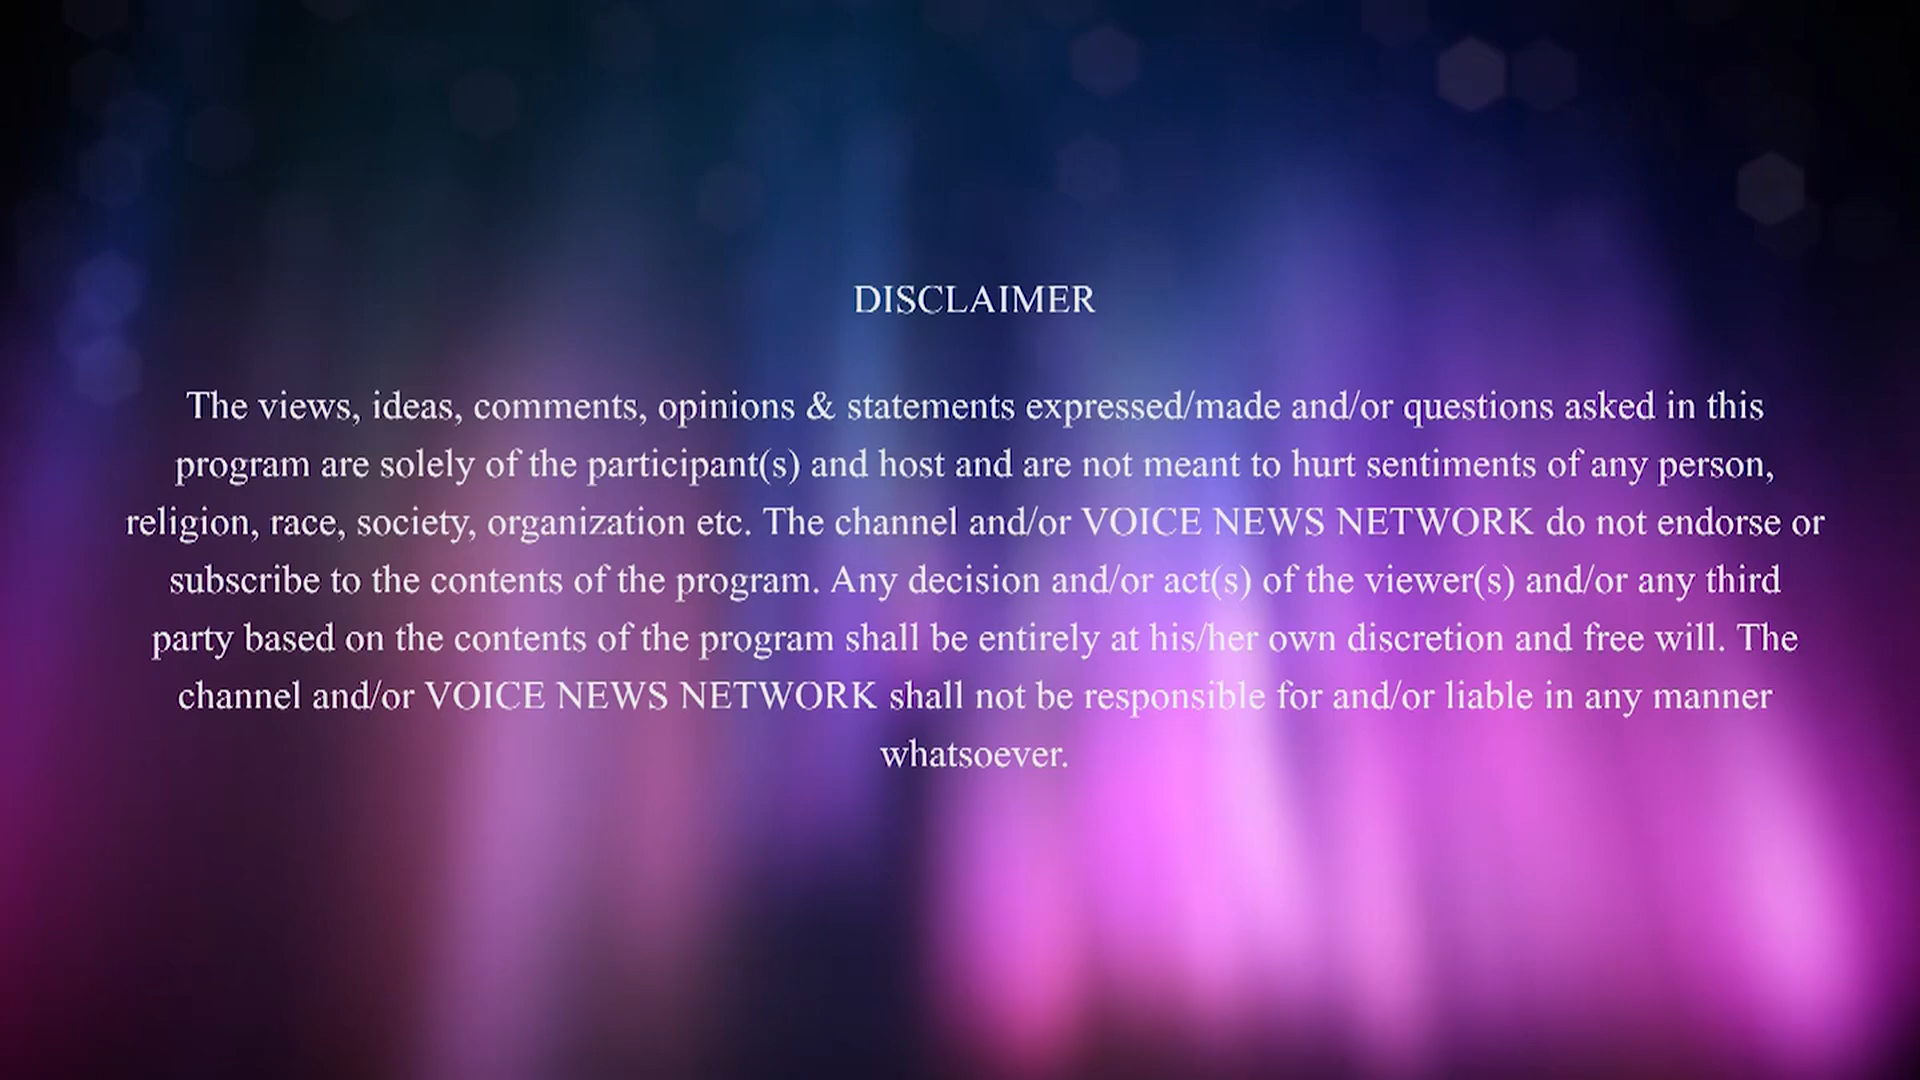 DISCLAIMER
The views, ideas, comments, opinions & statements expressed/made and/or questions asked in this
program are solely of the participant(s) and host and are not meant to hurt sentiments of any person,
religion, race, society, organization etc. The channel and/or VOICE NEWS NETWORK do not endorse or
subscribe to the contents of the program. Any decision and/or act(s) of the viewer(s) and/or any third
party based on the contents of the program shall be entirely at his/her own discretion and free will. The
channel and/or VOICE NEWS NETWORK shall not be responsible for and/or liable in any manner
whatsoever.